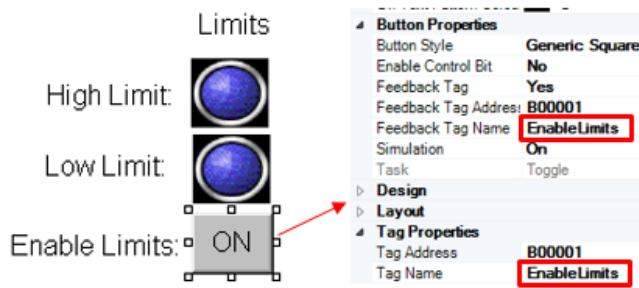 Limits
High Limit:
Low Limit:
Enable Limits: ON
Button Properties
Button Style Generic Square
Enable Control Bit No
Feedback Tag Yes
Feedback Tag Address B00001
Feedback Tag Name EnableLimits
Simulation On
Task Toggle
Design
Layout
Tag Properties
Tag Address B00001
Tag Name EnableLimits